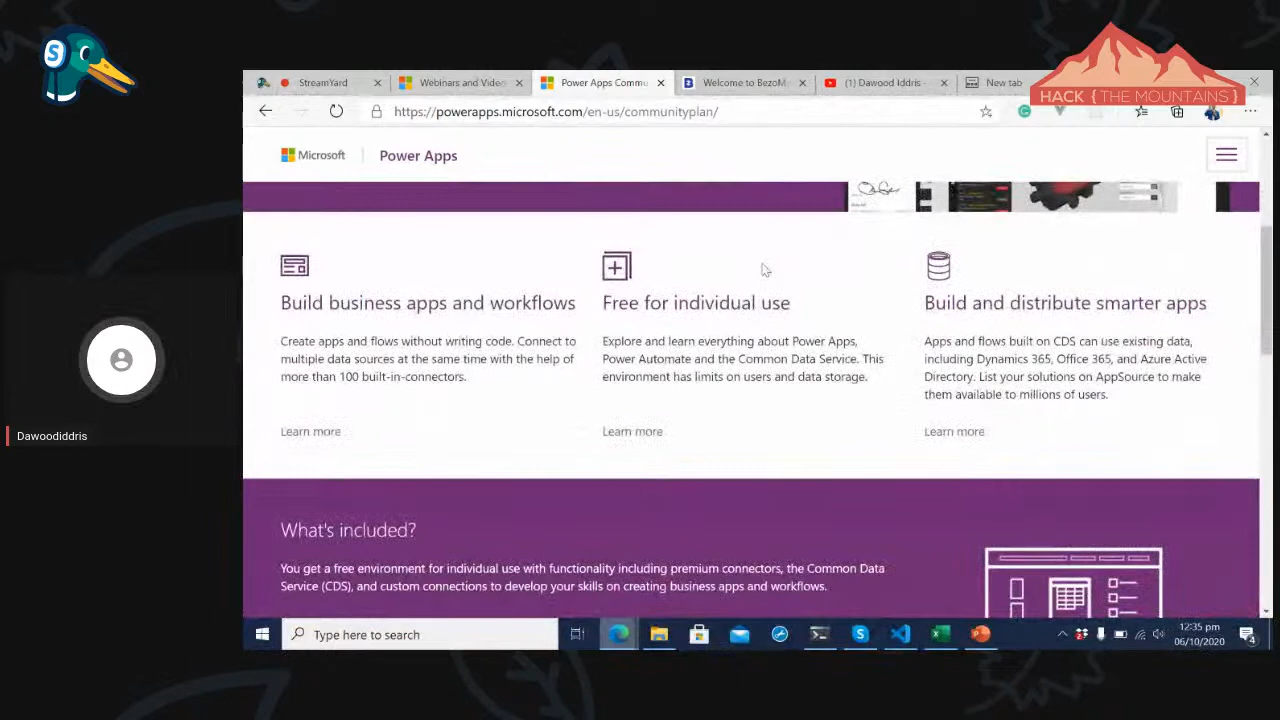 S
StreamYard
Webinars and Video
Power Apps Commu
Welcome to BezoM
(1) Dawood Iddris -
New tab
HACK {THE MOUNTAINS}
https://powerapps.microsoft.com/en-us/communityplan/
Microsoft
Power Apps
Build business apps and workflows
Create apps and flows without writing code. Connect to
multiple data sources at the same time with the help of
more than 100 built-in-connectors.
Learn more
Free for individual use
Explore and learn everything about Power Apps,
Power Automate and the Common Data Service. This
environment has limits on users and data storage.
Learn more
Build and distribute smarter apps
Apps and flows built on CDS can use existing data,
including Dynamics 365, Office 365, and Azure Active
Directory. List your solutions on AppSource to make
them available to millions of users.
Learn more
Dawoodiddris
What's included?
You get a free environment for individual use with functionality including premium connectors, the Common Data
Service (CDS), and custom connections to develop your skills on creating business apps and workflows.
Type here to search
12:35 pm
06/10/2020
4